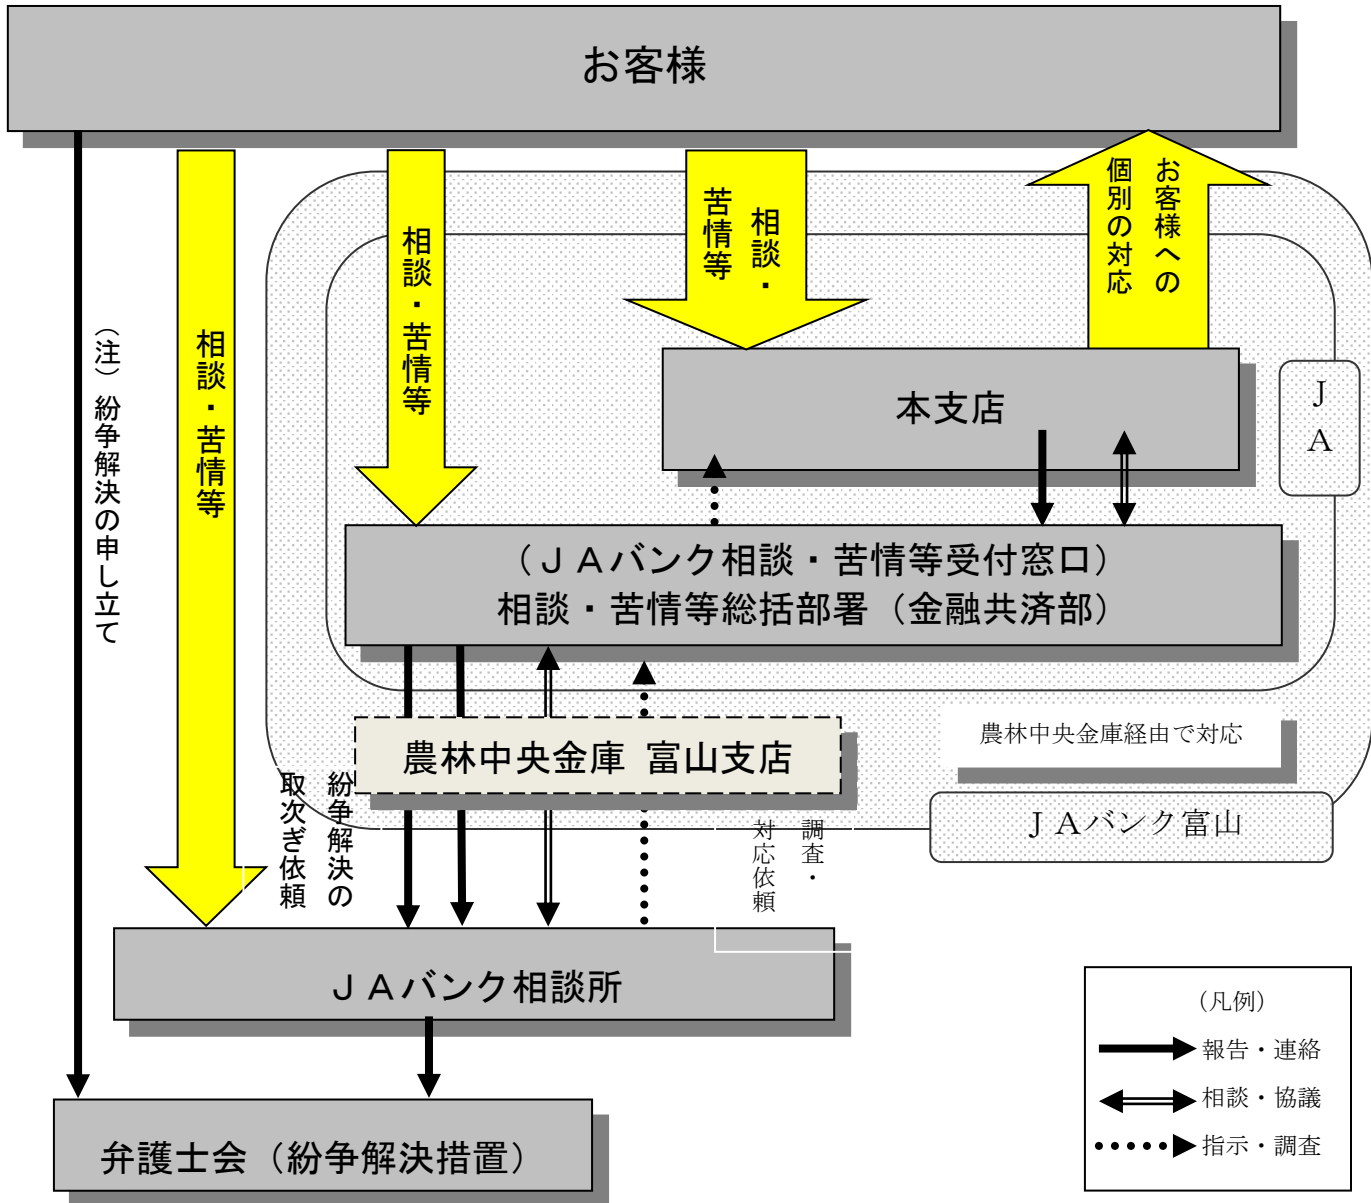 お客様
（注）紛争解決の申し立て
相談・苦情等
相談・苦情等
相談・
苦情等
お客様への
個別の対応
本支店
ＪＡ
（ＪＡバンク相談・苦情等受付窓口）
相談・苦情等総括部署（金融共済部）
農林中央金庫 富山支店
農林中央金庫経由で対応
ＪＡバンク富山
紛争解決の
取次ぎ依頼
調査・
対応依頼
ＪＡバンク相談所
弁護士会（紛争解決措置）
（凡例）
報告・連絡
相談・協議
指示・調査